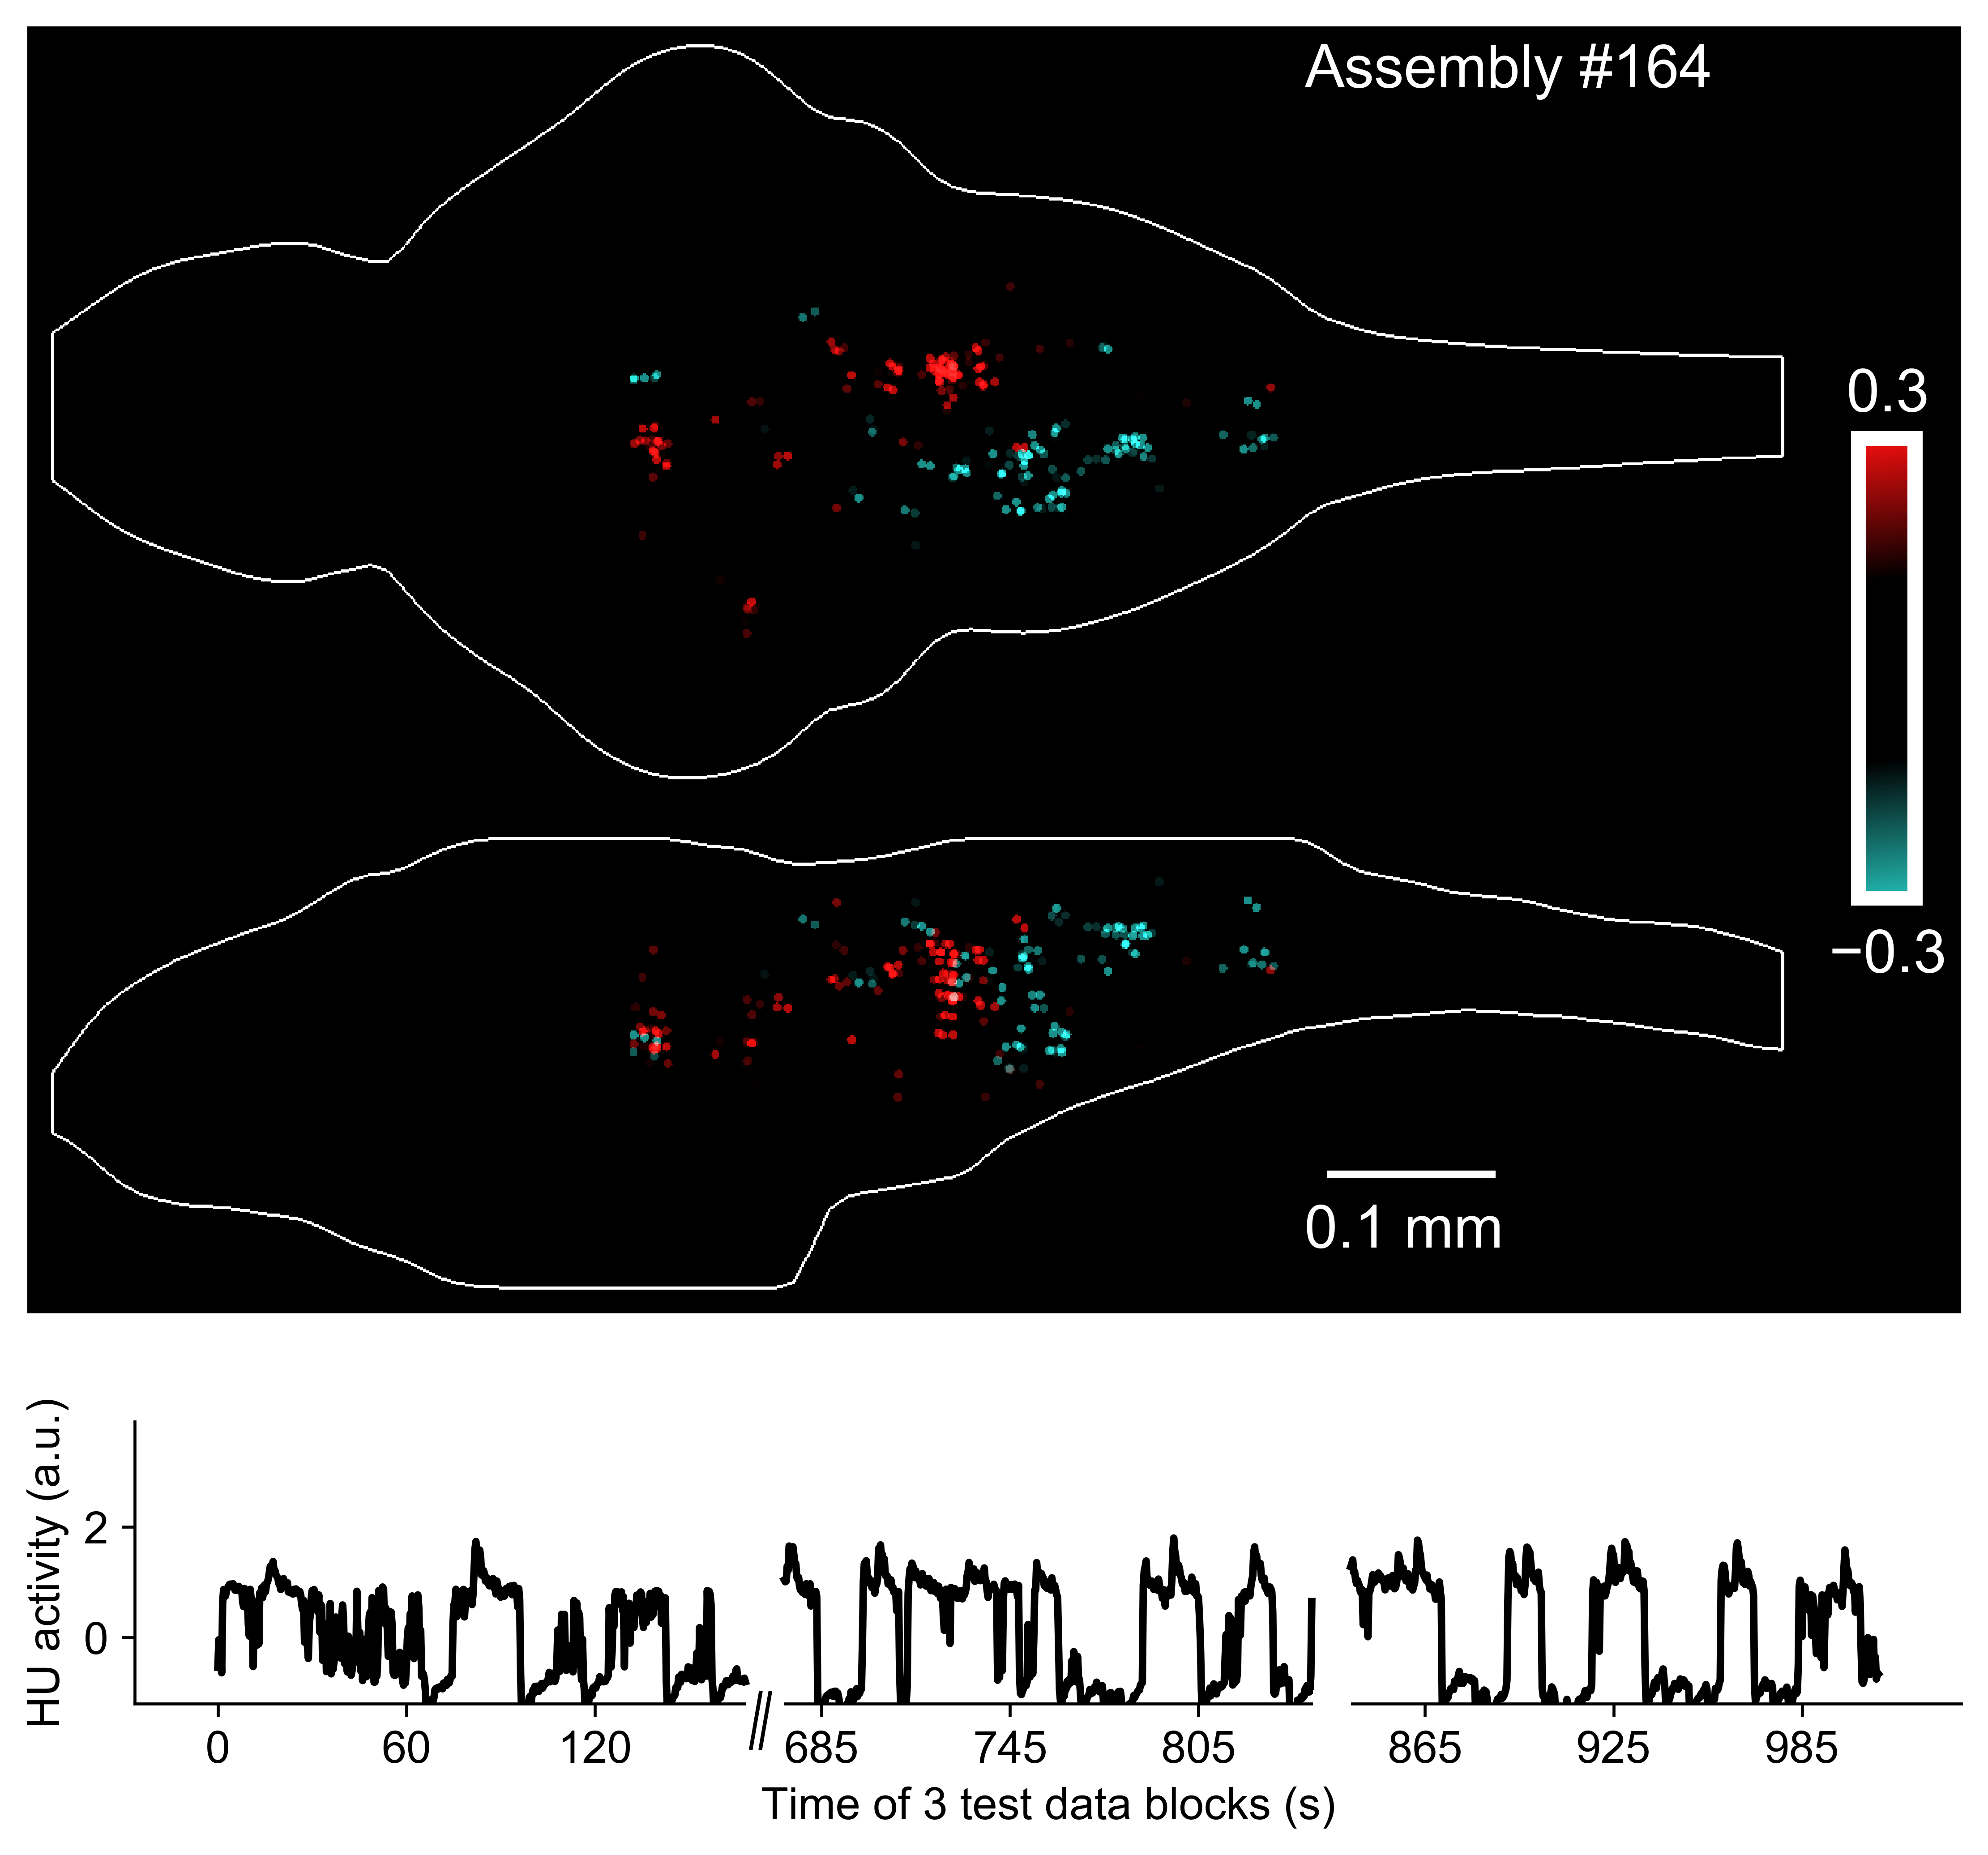 Assembly #164
0.3
−0.3
0.1 mm
HU activity (a.u.)
2
0
0 60 120 685 745 805 865 925 985
Time of 3 test data blocks (s)